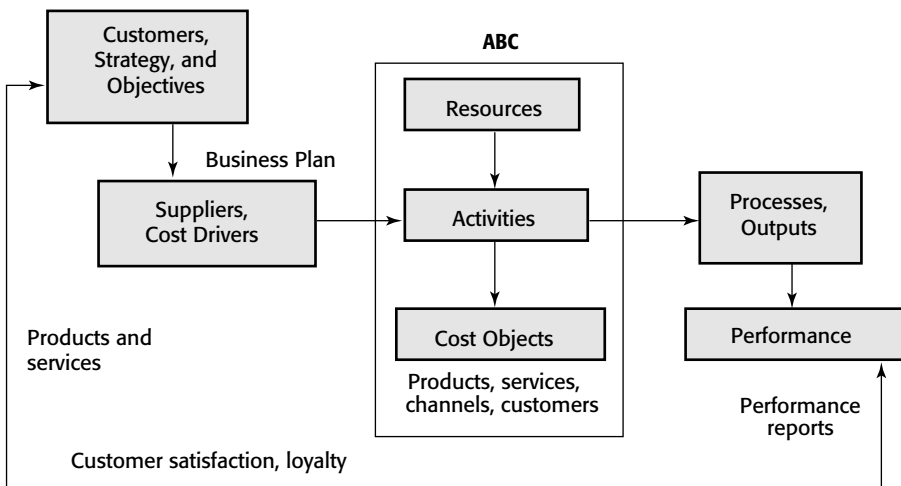 Customers,
Strategy, and
Objectives
ABC
Resources
Business Plan
Suppliers,
Cost Drivers
Activities
Processes,
Outputs
Products and
services
Cost Objects
Performance
Products, services,
channels, customers
Performance
reports
Customer satisfaction, loyalty